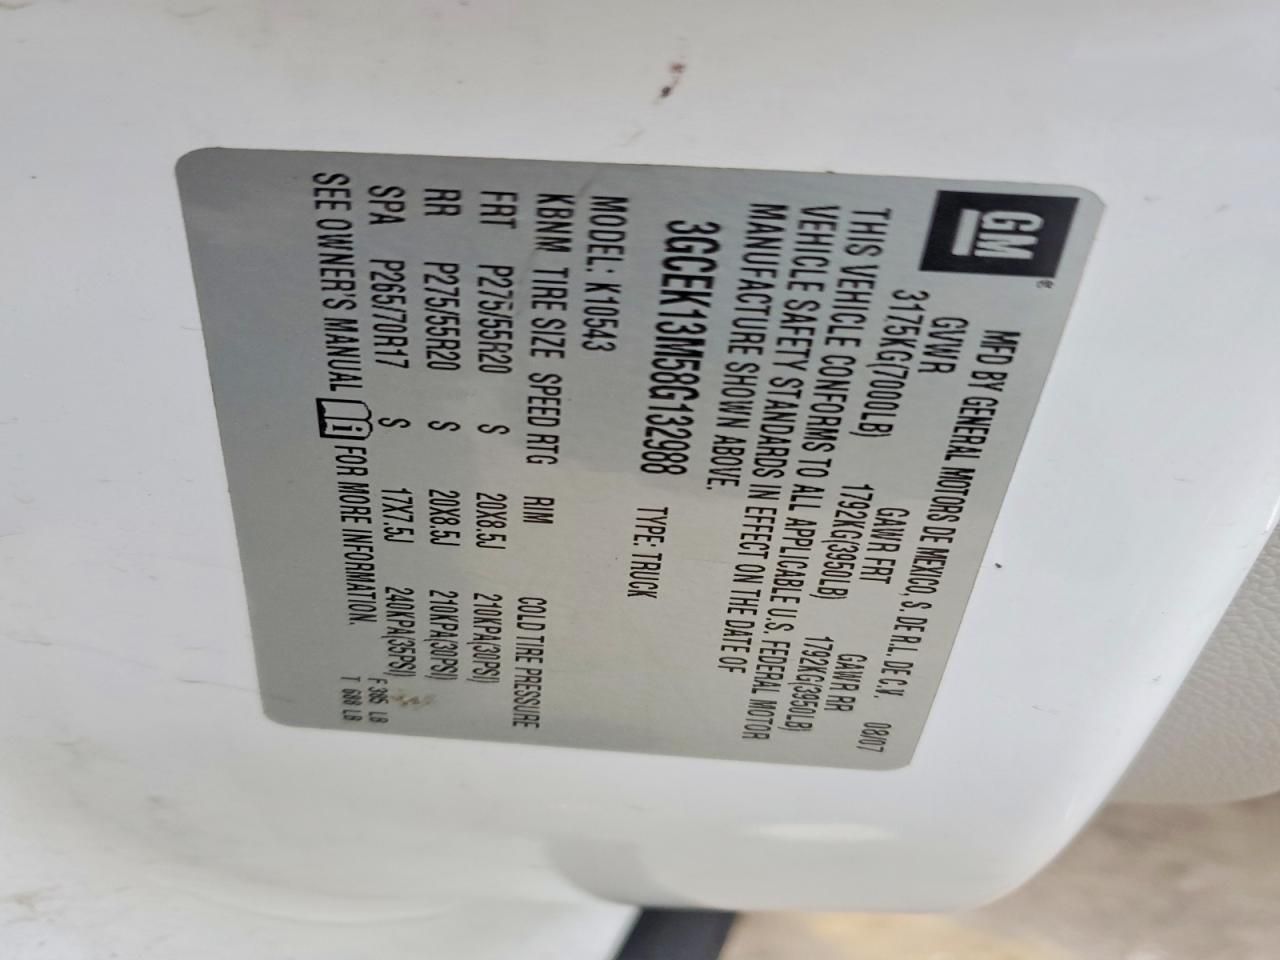 GM®
MFD BY GENERAL MOTORS DE MEXICO, S. DE R.L. DE C.V. 08/07
GVWR GAWR FRT GAWR RR
3175KG(7000LB) 1792KG(3950LB) 1792KG(3950LB)
THIS VEHICLE CONFORMS TO ALL APPLICABLE U.S. FEDERAL MOTOR
VEHICLE SAFETY STANDARDS IN EFFECT ON THE DATE OF
MANUFACTURE SHOWN ABOVE.
3GCEK13M58G132988 TYPE: TRUCK
MODEL: K10543
KBNM TIRE SIZE SPEED RTG RIM COLD TIRE PRESSURE
FRT P275/55R20 S 20X8.5J 210KPA(30PSI)
RR P275/55R20 S 20X8.5J 210KPA(30PSI)
SPA P265/70R17 S 17X7.5J 240KPA(35PSI)
SEE OWNER'S MANUAL i FOR MORE INFORMATION.
F 385 LB
T 688 LB